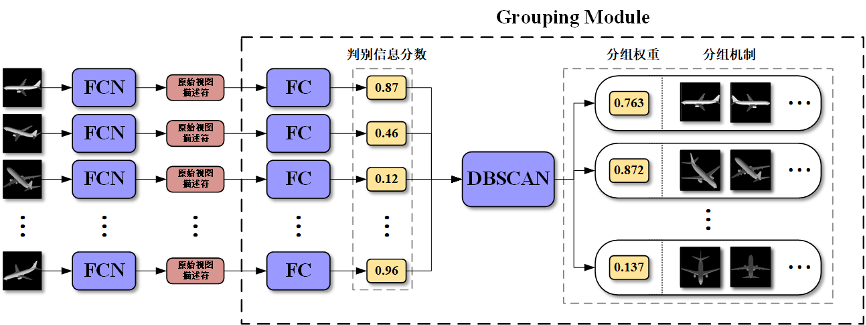 Grouping Module
判别信息分数
分组权重
分组机制
FCN
原始视图
描述符
FC
0.87
0.763
FCN
原始视图
描述符
FC
0.46
FCN
原始视图
描述符
FC
0.12
DBSCAN
0.872
FCN
原始视图
描述符
FC
0.96
0.137